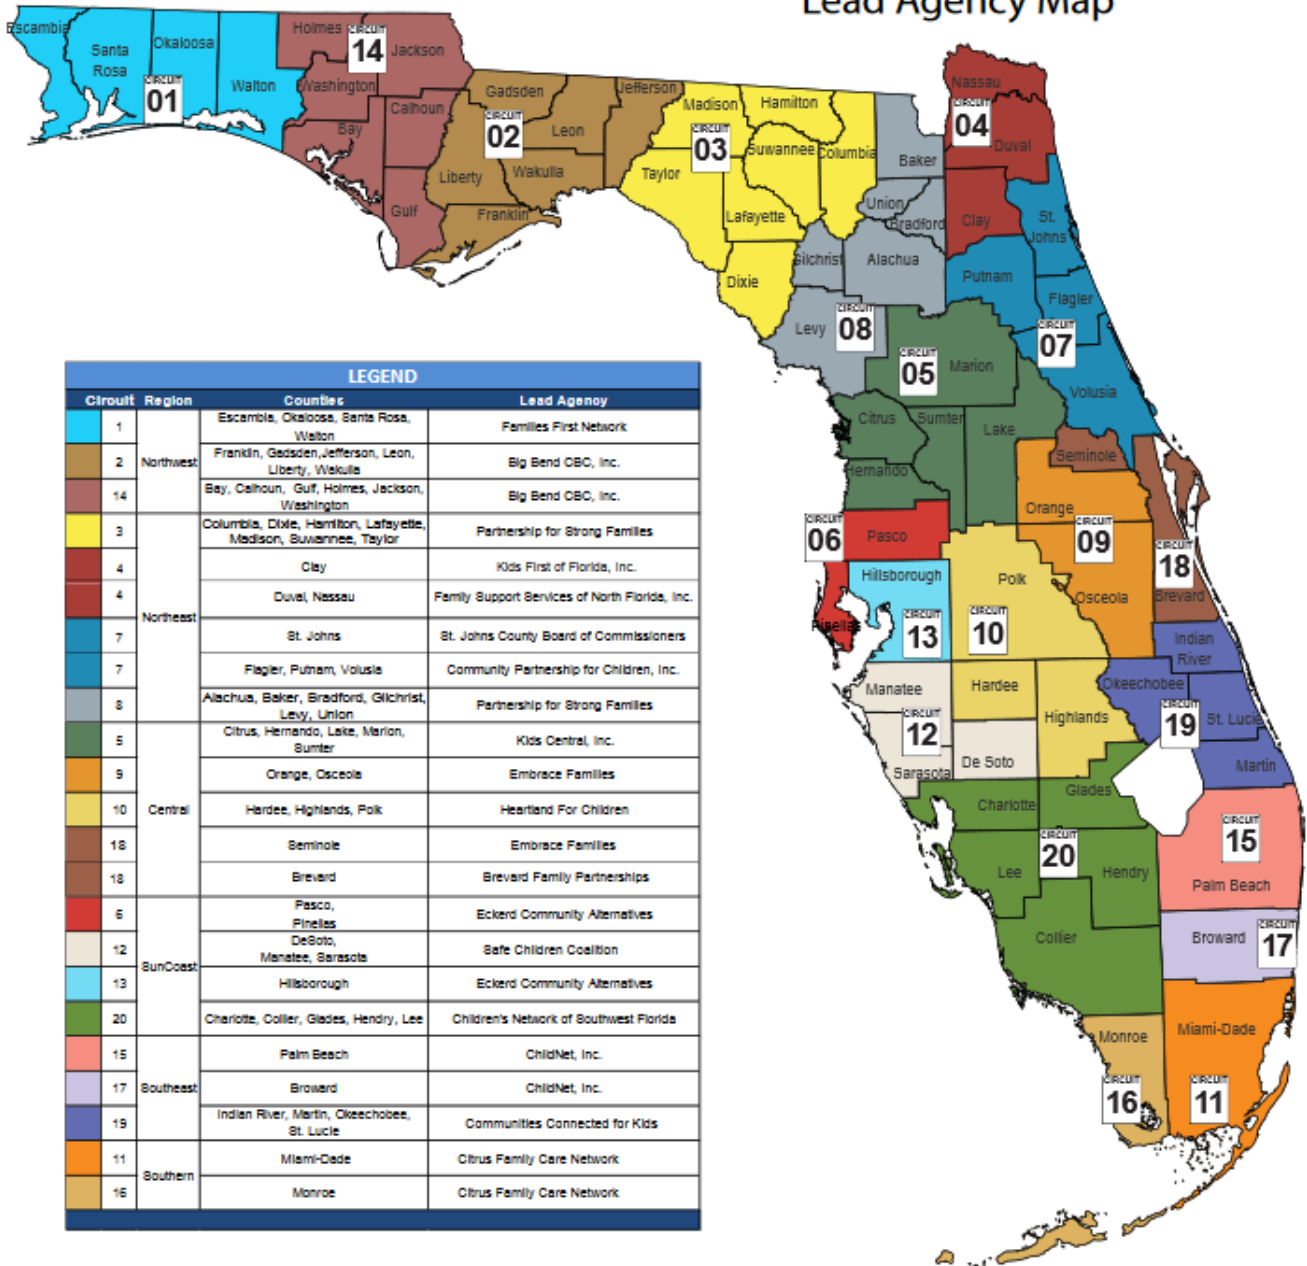 Lead Agency Map
Escambia
Santa
Rosa
Okaloosa
Walton
CIRCUIT
01
Holmes
CIRCUIT
14
Jackson
Washington
Calhoun
Bay
Gulf
Gadsden
CIRCUIT
02
Leon
Jefferson
Liberty
Wakulla
Franklin
Madison
Hamilton
CIRCUIT
03
Suwannee
Columbia
Taylor
Lafayette
Dixie
Nassau
CIRCUIT
04
Duval
Clay
Baker
Union
Bradford
Gilchrist
Alachua
Levy
CIRCUIT
08
St.
Johns
Putnam
Flagler
CIRCUIT
07
Volusia
CIRCUIT
05
Marion
Citrus
Sumter
Lake
Hernando
Seminole
Orange
CIRCUIT
09
Osceola
CIRCUIT
18
Brevard
CIRCUIT
06
Pasco
Pinellas
Hillsborough
CIRCUIT
13
Polk
CIRCUIT
10
Hardee
Highlands
Manatee
CIRCUIT
12
Sarasota
De Soto
Indian
River
Okeechobee
CIRCUIT
19
St. Lucie
Martin
Charlotte
Glades
CIRCUIT
20
Lee
Hendry
Collier
CIRCUIT
15
Palm Beach
Broward
CIRCUIT
17
Monroe
CIRCUIT
16
Miami-Dade
CIRCUIT
11
LEGEND
Circuit Region Counties Lead Agency
1 Escambia, Okaloosa, Santa Rosa,
Walton
Families First Network
Northwest
2 Franklin, Gadsden,Jefferson, Leon,
Liberty, Wakulla
Big Bend CBC, Inc.
14 Bay, Calhoun, Gulf, Holmes, Jackson,
Washington
Big Bend CBC, Inc.
3 Columbia, Dixie, Hamilton, Lafayette,
Madison, Suwannee, Taylor
Partnership for Strong Families
4 Clay Kids First of Florida, Inc.
4 Duval, Nassau Family Support Services of North Florida, Inc.
Northeast
7 St. Johns St. Johns County Board of Commissioners
7 Flagler, Putnam, Volusia Community Partnership for Children, Inc.
8 Alachua, Baker, Bradford, Gilchrist,
Levy, Union
Partnership for Strong Families
5 Citrus, Hernando, Lake, Marion,
Sumter
Kids Central, Inc.
9 Orange, Osceola Embrace Families
10 Central Hardee, Highlands, Polk Heartland For Children
18 Seminole Embrace Families
18 Brevard Brevard Family Partnerships
6 Pasco,
Pinellas
Eckerd Community Alternatives
12 DeSoto,
Manatee, Sarasota
Safe Children Coalition
SunCoast
13 Hillsborough Eckerd Community Alternatives
20 Charlotte, Collier, Glades, Hendry, Lee Children's Network of Southwest Florida
15 Palm Beach ChildNet, Inc.
17 Southeast Broward ChildNet, Inc.
19 Indian River, Martin, Okeechobee,
St. Lucie
Communities Connected for Kids
11 Miami-Dade Citrus Family Care Network
Southern
16 Monroe Citrus Family Care Network